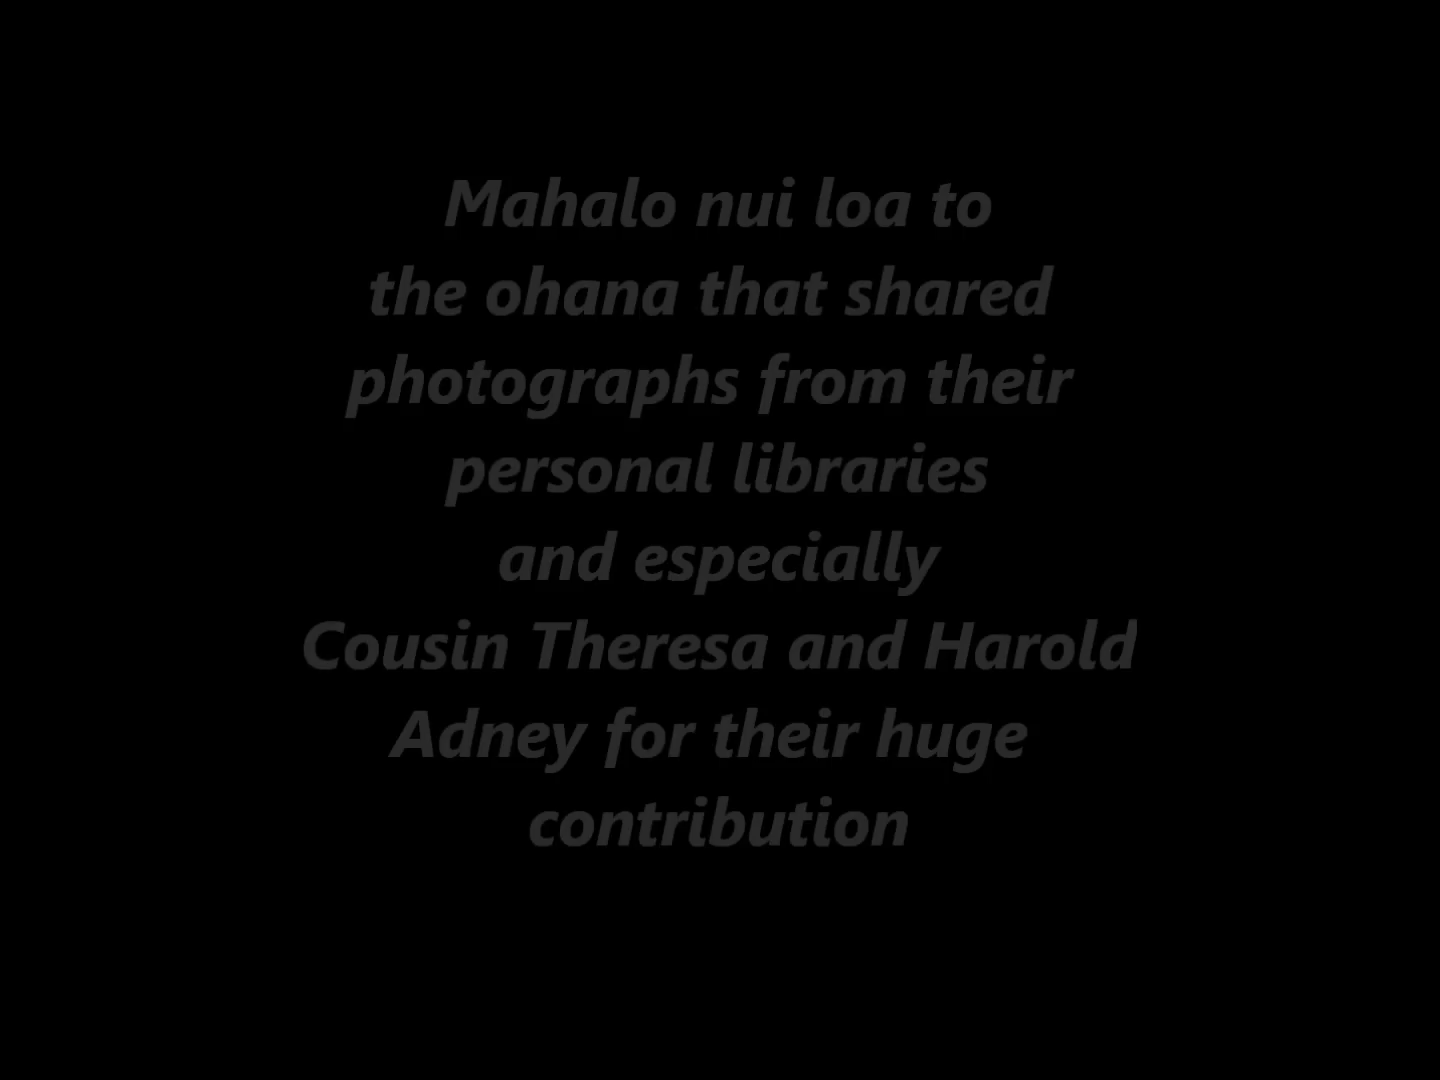 Mahalo nui loa to
the ohana that shared
photographs from their
personal libraries
and especially
Cousin Theresa and Harold
Adney for their huge
contribution